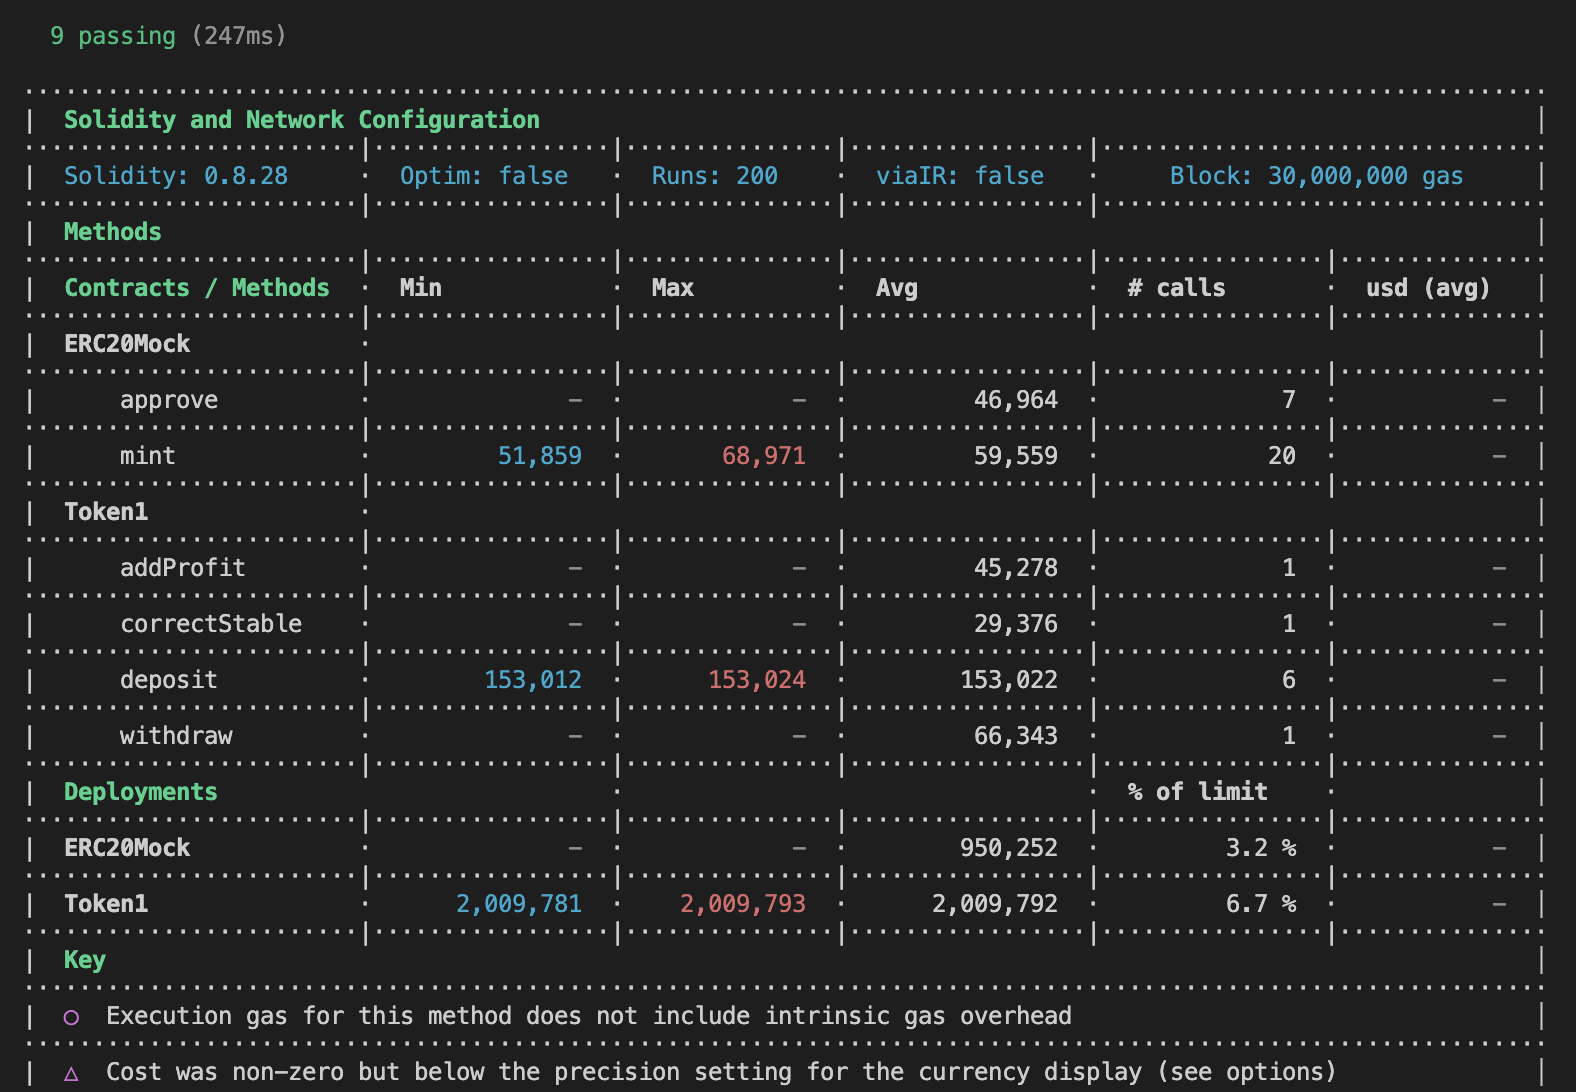 9 passing (247ms)
Solidity and Network Configuration
Solidity: 0.8.28 · Optim: false · Runs: 200 · viaIR: false · Block: 30,000,000 gas
Methods
Contracts / Methods · Min · Max · Avg · # calls · usd (avg)
ERC20Mock ·
approve · – · – · 46,964 · 7 · –
mint · 51,859 · 68,971 · 59,559 · 20 · –
Token1 ·
addProfit · – · – · 45,278 · 1 · –
correctStable · – · – · 29,376 · 1 · –
deposit · 153,012 · 153,024 · 153,022 · 6 · –
withdraw · – · – · 66,343 · 1 · –
Deployments · · % of limit ·
ERC20Mock · – · – · 950,252 · 3.2 % · –
Token1 · 2,009,781 · 2,009,793 · 2,009,792 · 6.7 % · –
Key
○ Execution gas for this method does not include intrinsic gas overhead
△ Cost was non-zero but below the precision setting for the currency display (see options)